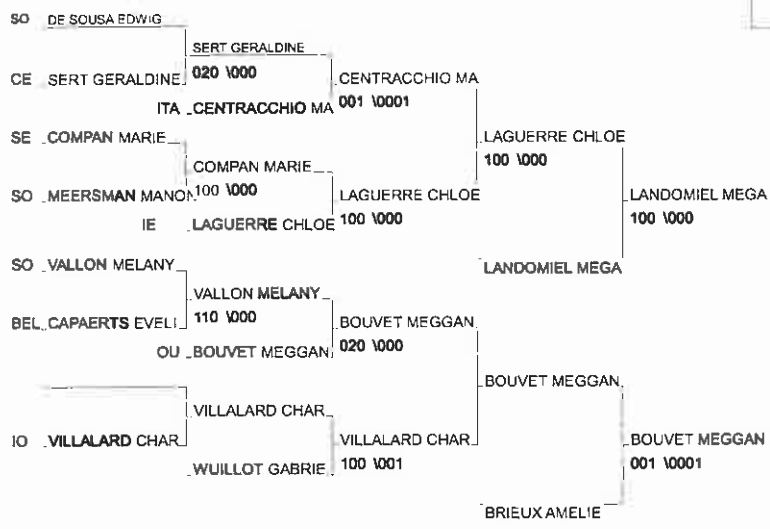 SO DE SOUSA EDWIG
SERT GERALDINE
CE SERT GERALDINE 020 \000 CENTRACCHIO MA
ITA CENTRACCHIO MA 001 \0001
SE COMPAN MARIE LAGUERRE CHLOE
COMPAN MARIE 100 \000
SO MEERSMAN MANON 100 \000 LAGUERRE CHLOE LANDOMIEL MEGA
IE LAGUERRE CHLOE 100 \000 100 \000
SO VALLON MELANY LANDOMIEL MEGA
VALLON MELANY
BEL CAPAERTS EVELI 110 \000 BOUVET MEGGAN
OU BOUVET MEGGAN 020 \000
BOUVET MEGGAN
VILLALARD CHAR
IO VILLALARD CHAR VILLALARD CHAR BOUVET MEGGAN
WUILLOT GABRIE 100 \001 001 \0001
BRIEUX AMELIE